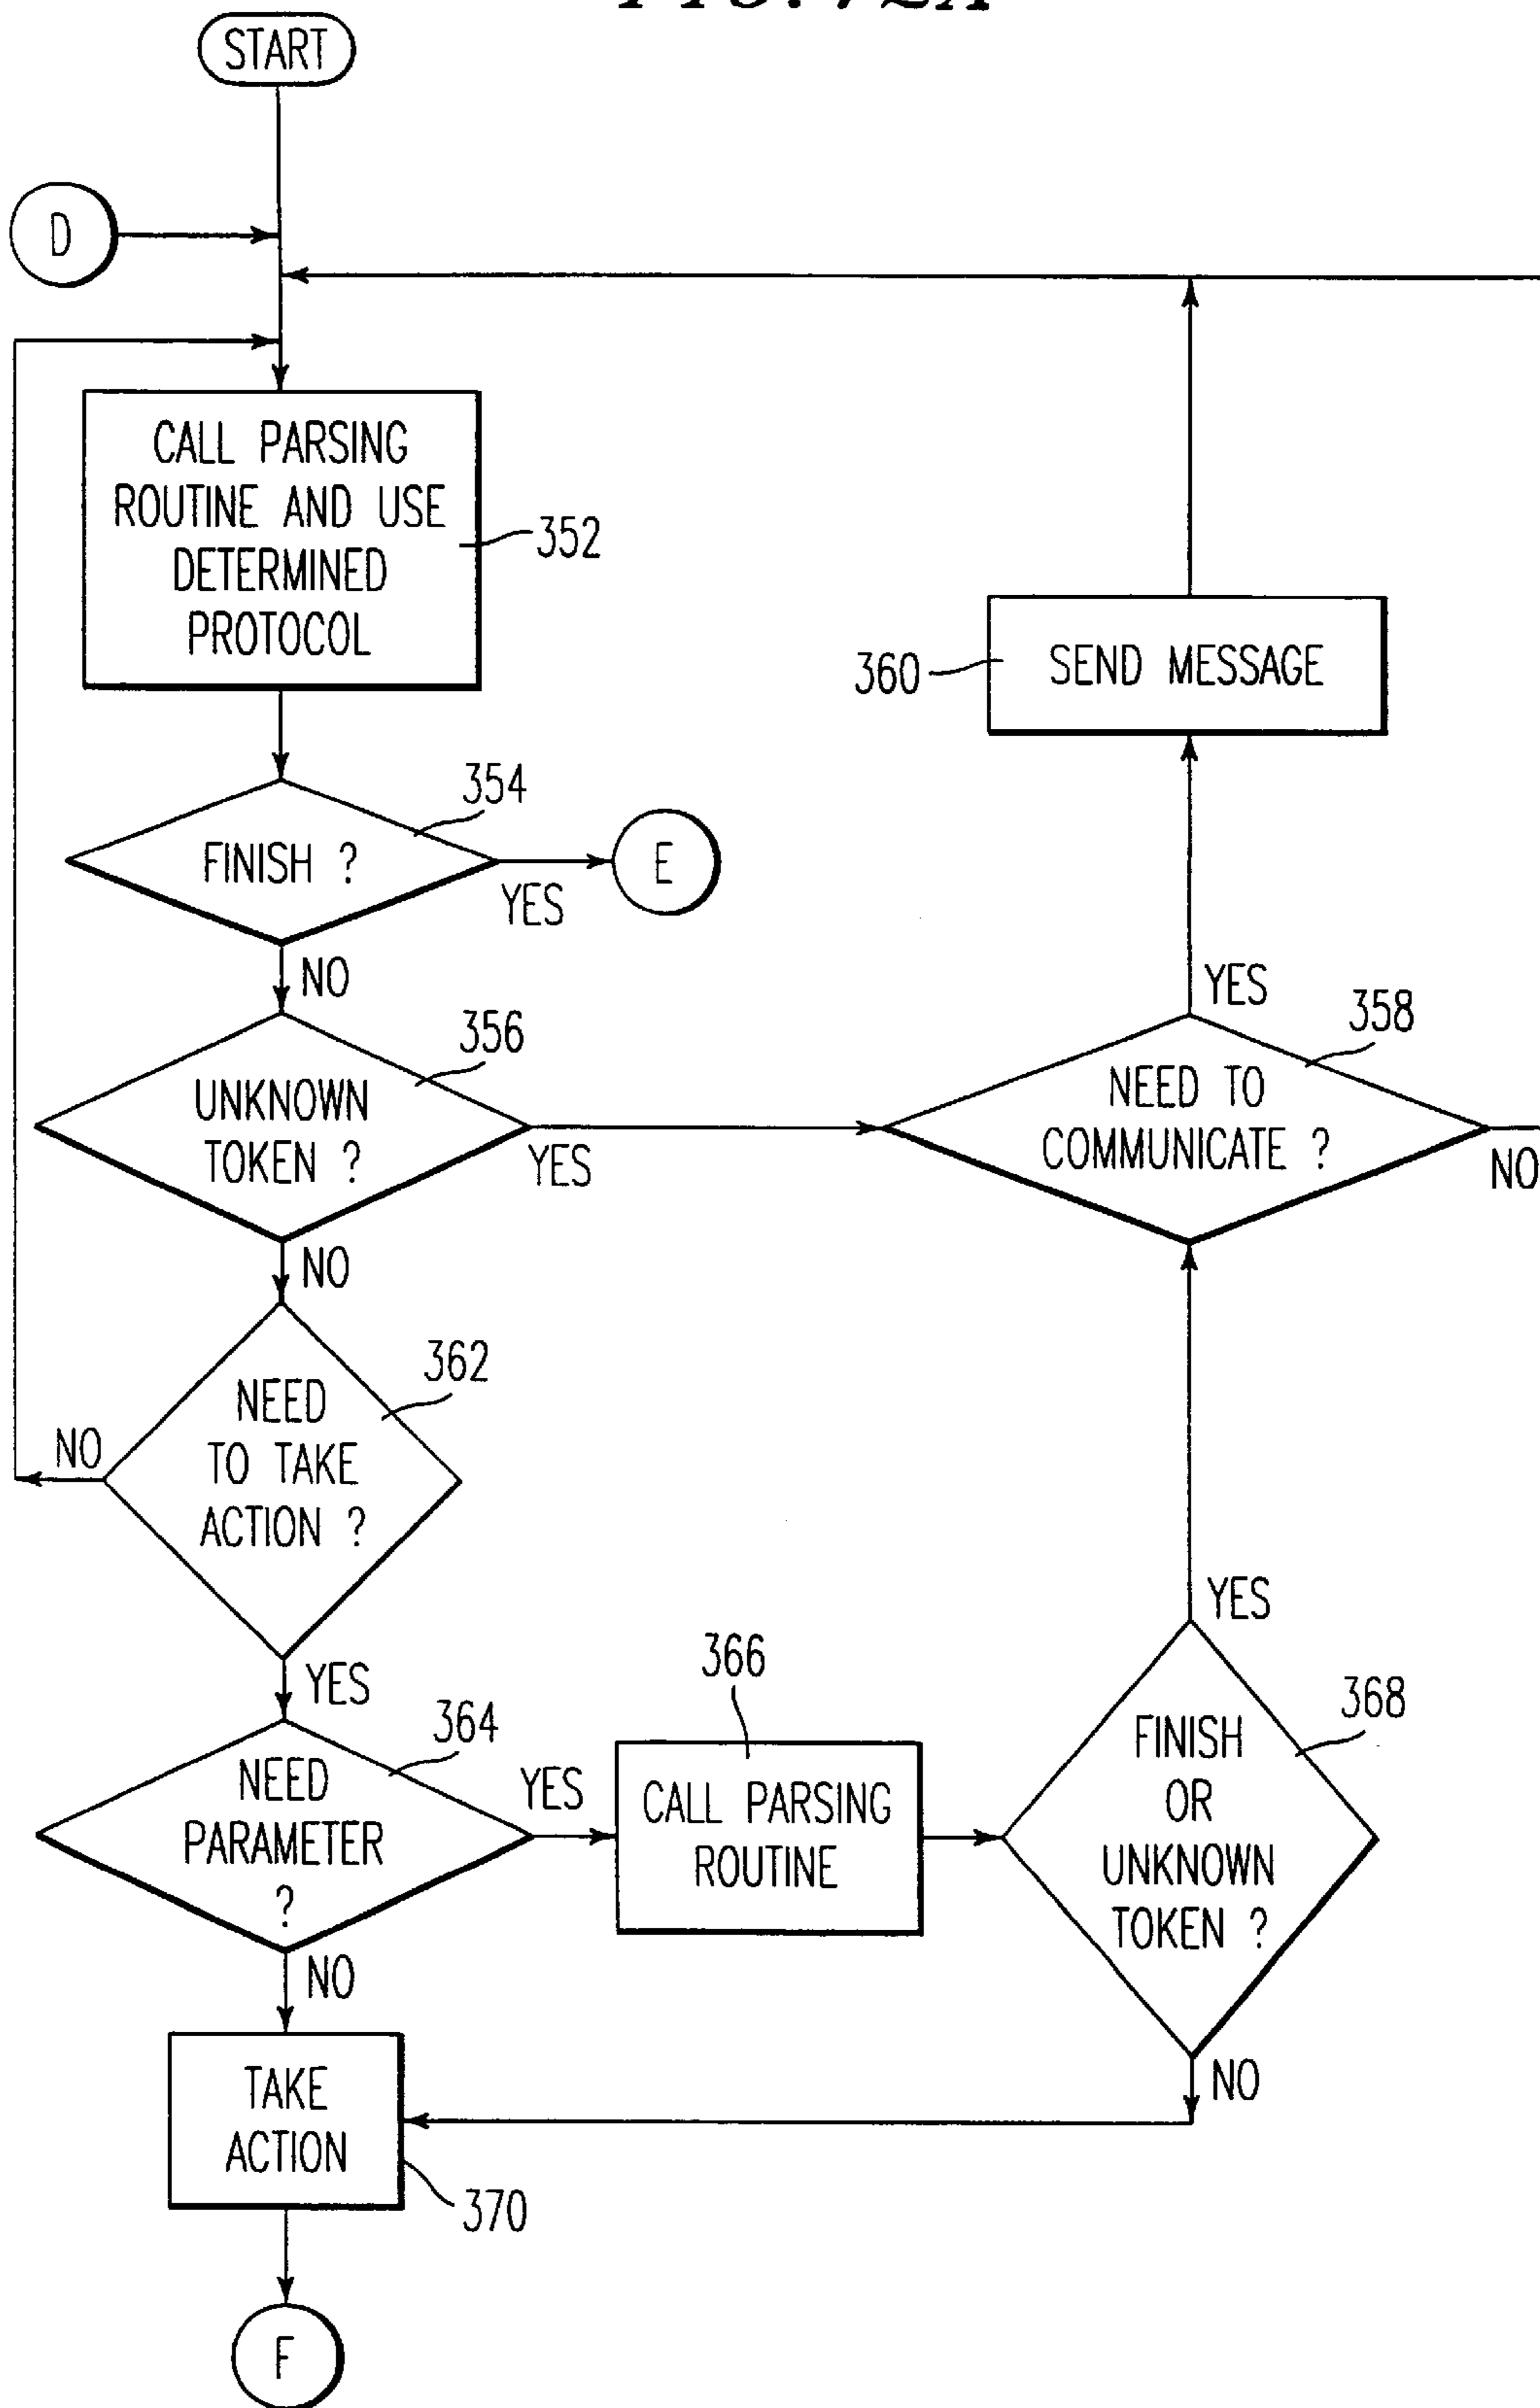 START
D
CALL PARSING
ROUTINE AND USE
DETERMINED
PROTOCOL
352
360
SEND MESSAGE
354
FINISH ?
YES
E
NO
356
UNKNOWN
TOKEN ?
YES
YES
358
NEED TO
COMMUNICATE ?
NO
NO
362
NEED
TO TAKE
ACTION ?
NO
YES
364
NEED
PARAMETER
?
YES
366
CALL PARSING
ROUTINE
YES
368
FINISH
OR
UNKNOWN
TOKEN ?
NO
NO
TAKE
ACTION
370
F